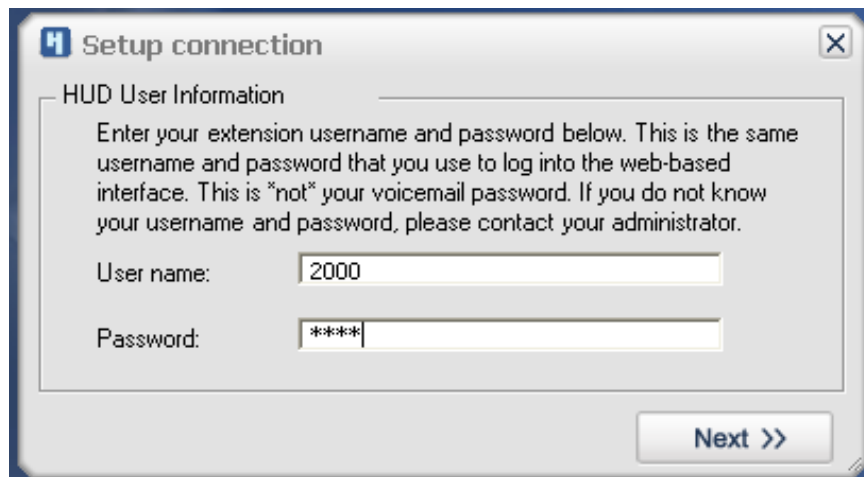 Setup connection
HUD User Information
Enter your extension username and password below. This is the same
username and password that you use to log into the web-based
interface. This is *not* your voicemail password. If you do not know
your username and password, please contact your administrator.
User name: 2000
Password: ****
Next >>